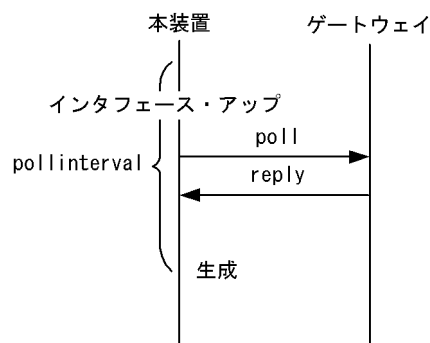 本装置
ゲートウェイ
インタフェース・アップ
poll
pollinterval
reply
生成